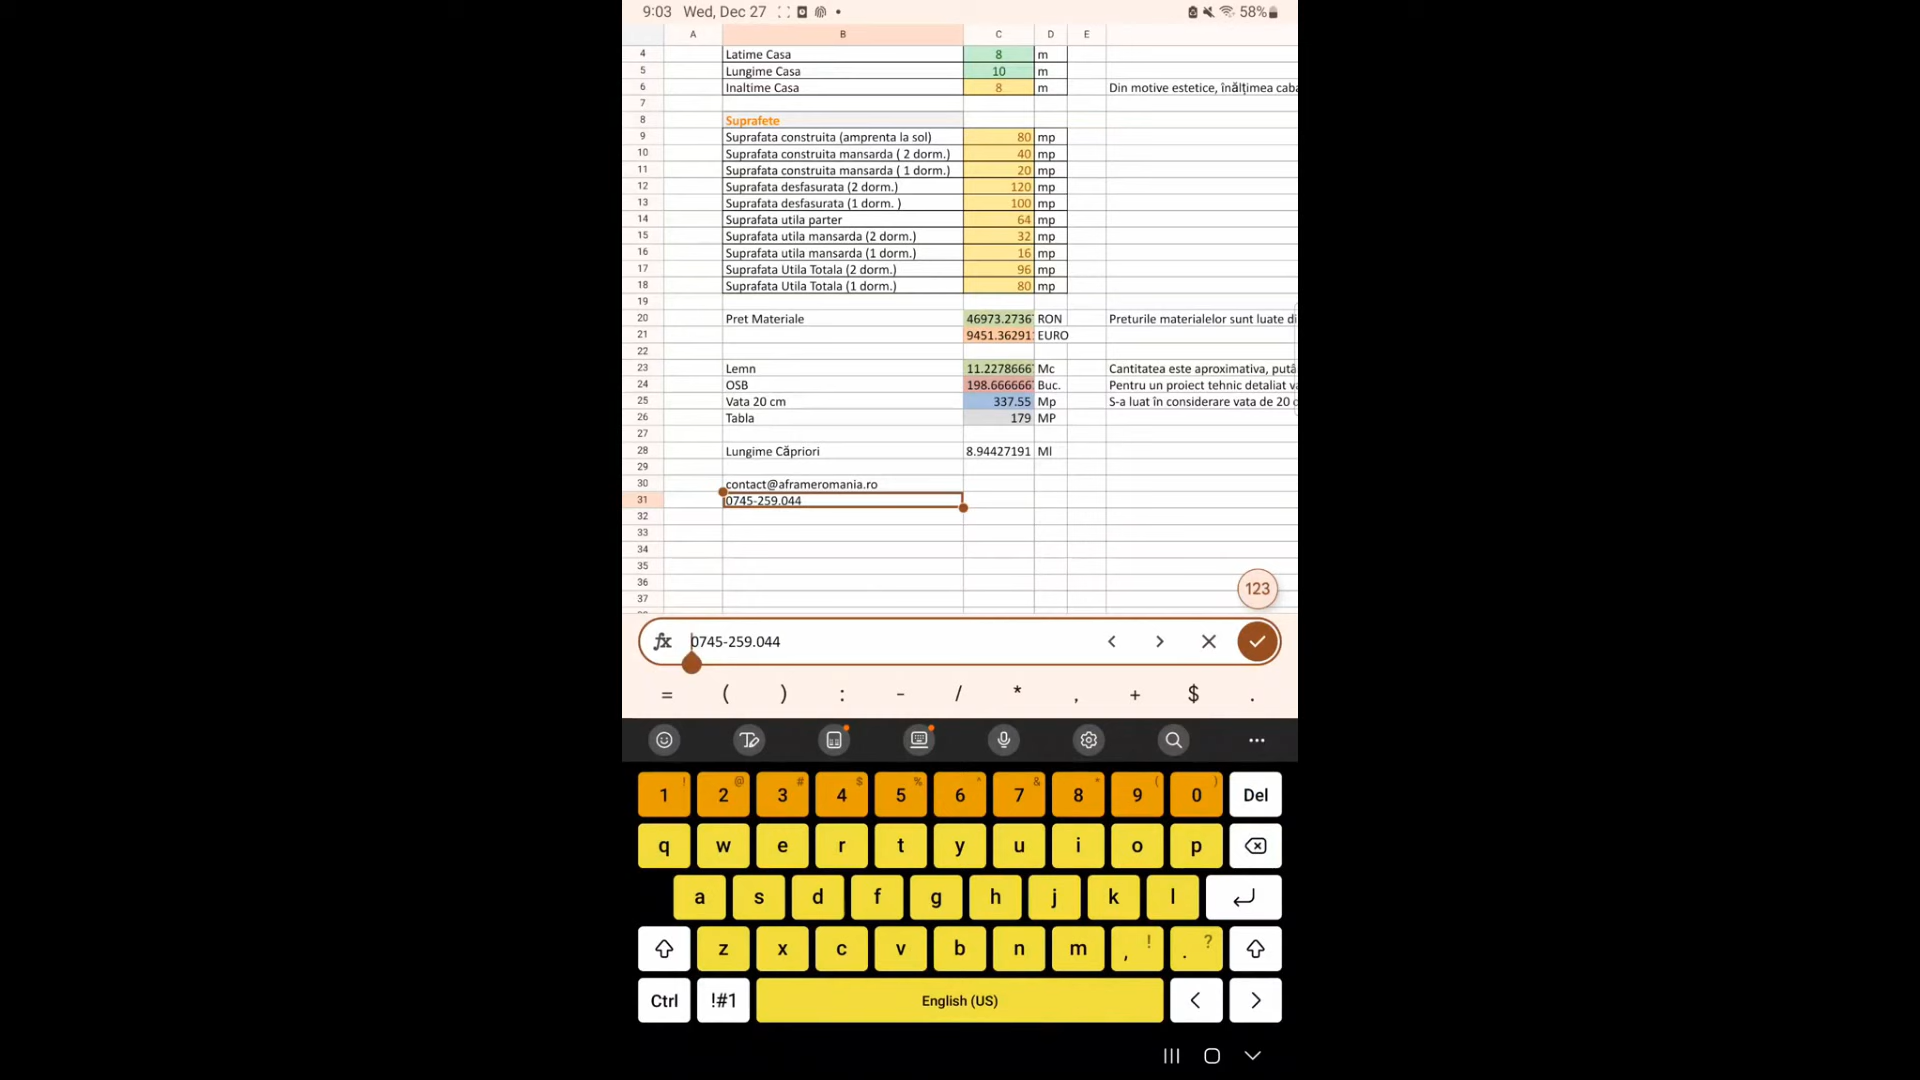 9:03 Wed, Dec 27 58%
A B C D E
4 Latime Casa 8 m
5 Lungime Casa 10 m
6 Inaltime Casa 8 m Din motive estetice, înălțimea caba
7
8 Suprafete
9 Suprafata construita (amprenta la sol) 80 mp
10 Suprafata construita mansarda ( 2 dorm.) 40 mp
11 Suprafata construita mansarda ( 1 dorm.) 20 mp
12 Suprafata desfasurata (2 dorm.) 120 mp
13 Suprafata desfasurata (1 dorm. ) 100 mp
14 Suprafata utila parter 64 mp
15 Suprafata utila mansarda (2 dorm.) 32 mp
16 Suprafata utila mansarda (1 dorm.) 16 mp
17 Suprafata Utila Totala (2 dorm.) 96 mp
18 Suprafata Utila Totala (1 dorm.) 80 mp
19
20 Pret Materiale 46973.2736 RON Preturile materialelor sunt luate di
21 9451.36291 EURO
22
23 Lemn 11.2278666 Mc Cantitatea este aproximativa, pută
24 OSB 198.666666 Buc. Pentru un proiect tehnic detaliat va
25 Vata 20 cm 337.55 Mp S-a luat în considerare vata de 20 c
26 Tabla 179 MP
27
28 Lungime Căpriori 8.94427191 Ml
29
30 contact@aframeromania.ro
31 0745-259.044
32
33
34
35
36
37
123
fx 0745-259.044
= ( ) : - / * , + $ .
1 ! 2 @ 3 # 4 $ 5 % 6 ^ 7 & 8 * 9 ( 0 ) Del
q w e r t y u i o p
a s d f g h j k l
z x c v b n m , ! . ?
Ctrl !#1 English (US) < >